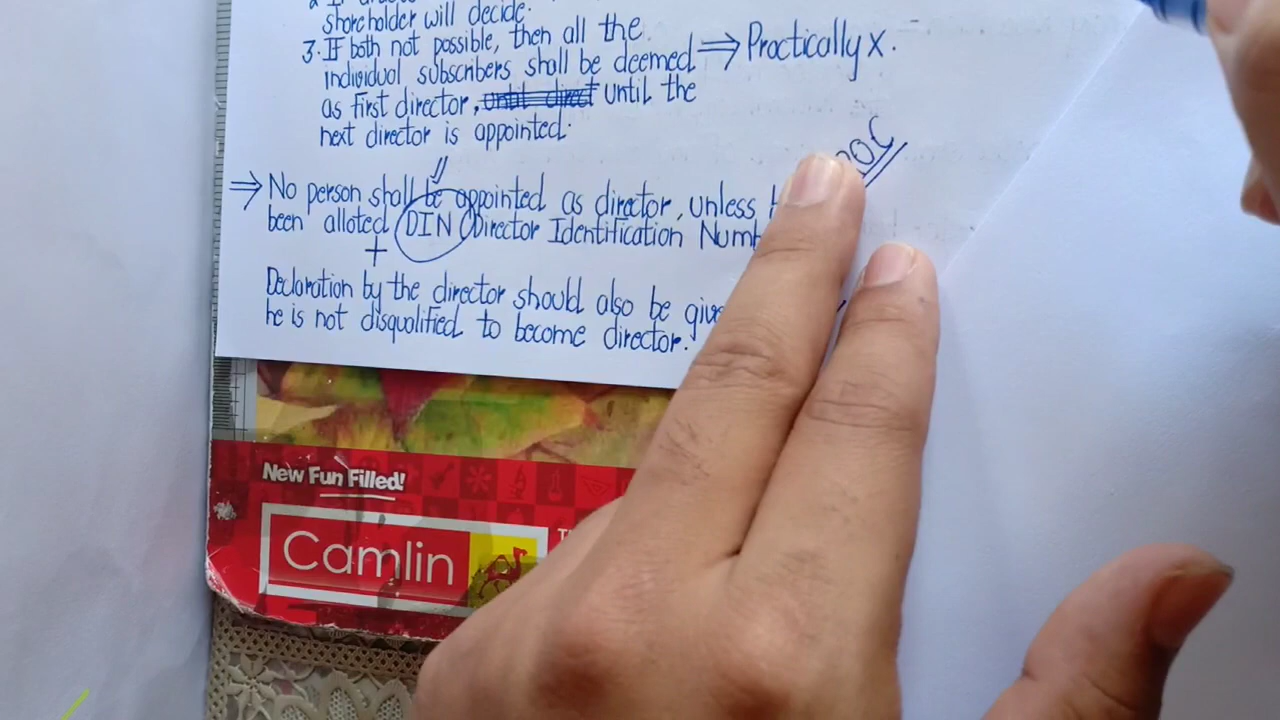 shareholder will decide.
3. If both not possible, then all the
individual subscribers shall be deemed ⇒ Practically x.
as first director, until the
next director is appointed.
⇒ No person shall be appointed as director, unless
been alloted DIN (Director Identification Numb
+
Declaration by the director should also be give
he is not disqualified to become director.
New Fun Filled!
Camlin